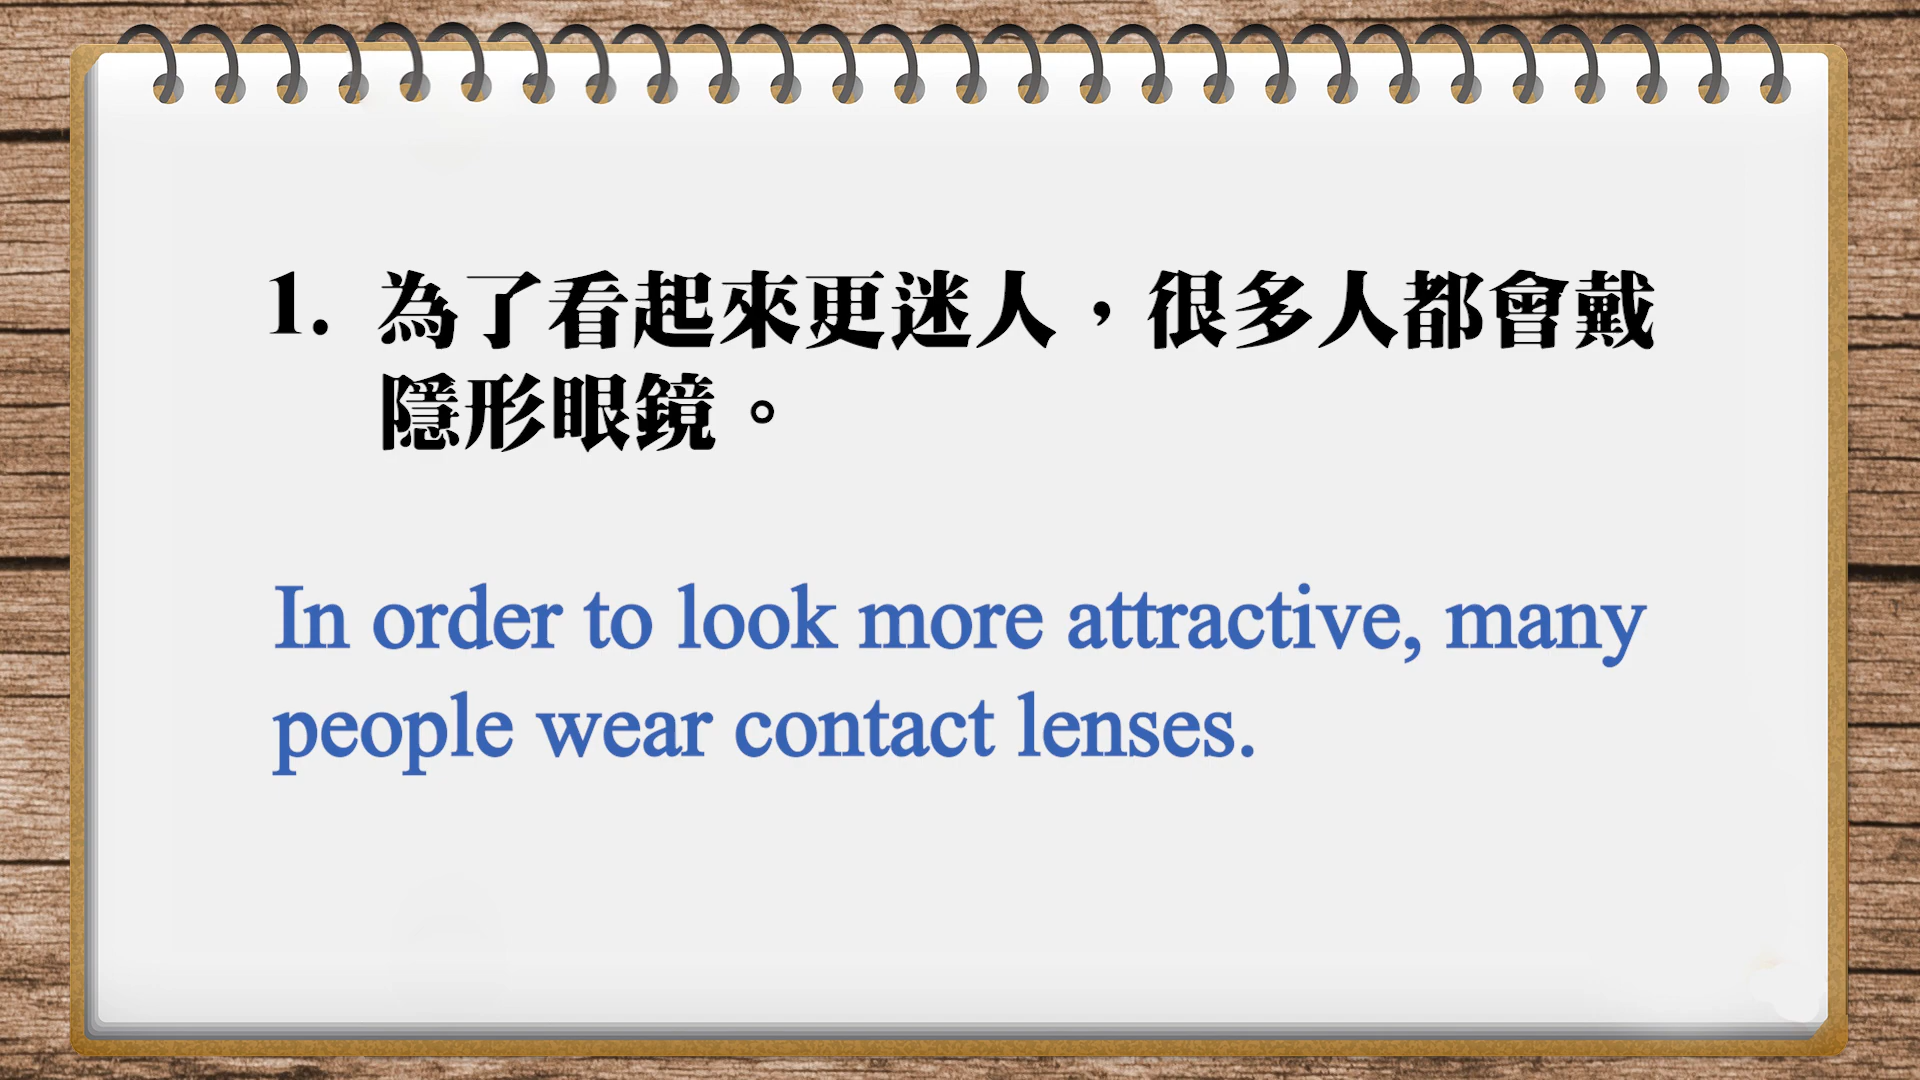 1. 為了看起來更迷人，很多人都會戴
隱形眼鏡。
In order to look more attractive, many
people wear contact lenses.